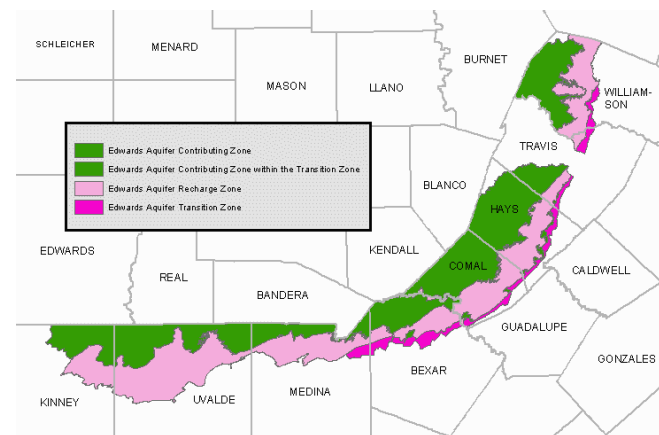 SCHLEICHER
MENARD
BURNET
MASON
LLANO
WILLIAM-
SON
Edwards Aquifer Contributing Zone
Edwards Aquifer Contributing Zone within the Transition Zone
Edwards Aquifer Recharge Zone
Edwards Aquifer Transition Zone
TRAVIS
BLANCO
HAYS
EDWARDS
KENDALL
COMAL
CALDWELL
REAL
BANDERA
GUADALUPE
GONZALES
BEXAR
MEDINA
UVALDE
KINNEY